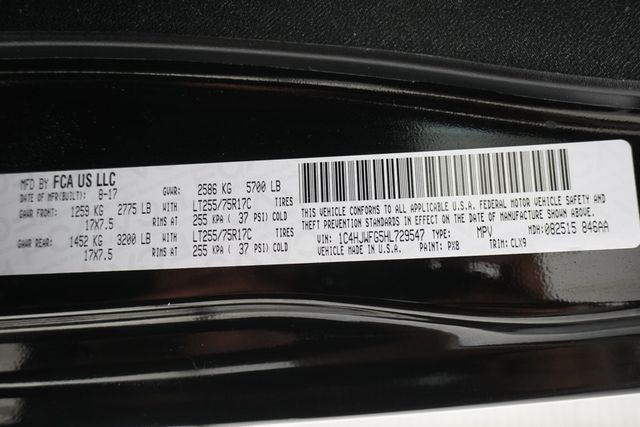 MFD BY FCA US LLC
DATE OF MFR(BUILT): 8-17 GVWR: 2586 KG 5700 LB
GAWR FRONT: 1259 KG 2775 LB WITH LT255/75R17C TIRES
17X7.5 RIMS AT 255 KPA ( 37 PSI) COLD
GAWR REAR: 1452 KG 3200 LB WITH LT255/75R17C TIRES
17X7.5 RIMS AT 255 KPA ( 37 PSI) COLD
THIS VEHICLE CONFORMS TO ALL APPLICABLE U.S.A. FEDERAL MOTOR VEHICLE SAFETY AND
THEFT PREVENTION STANDARDS IN EFFECT ON THE DATE OF MANUFACTURE SHOWN ABOVE.
VIN: 1C4HJWFG5HL729547 TYPE: MPV MDH: 082515 846AA
VEHICLE MADE IN U.S.A. PAINT: PX8 TRIM: CLX9